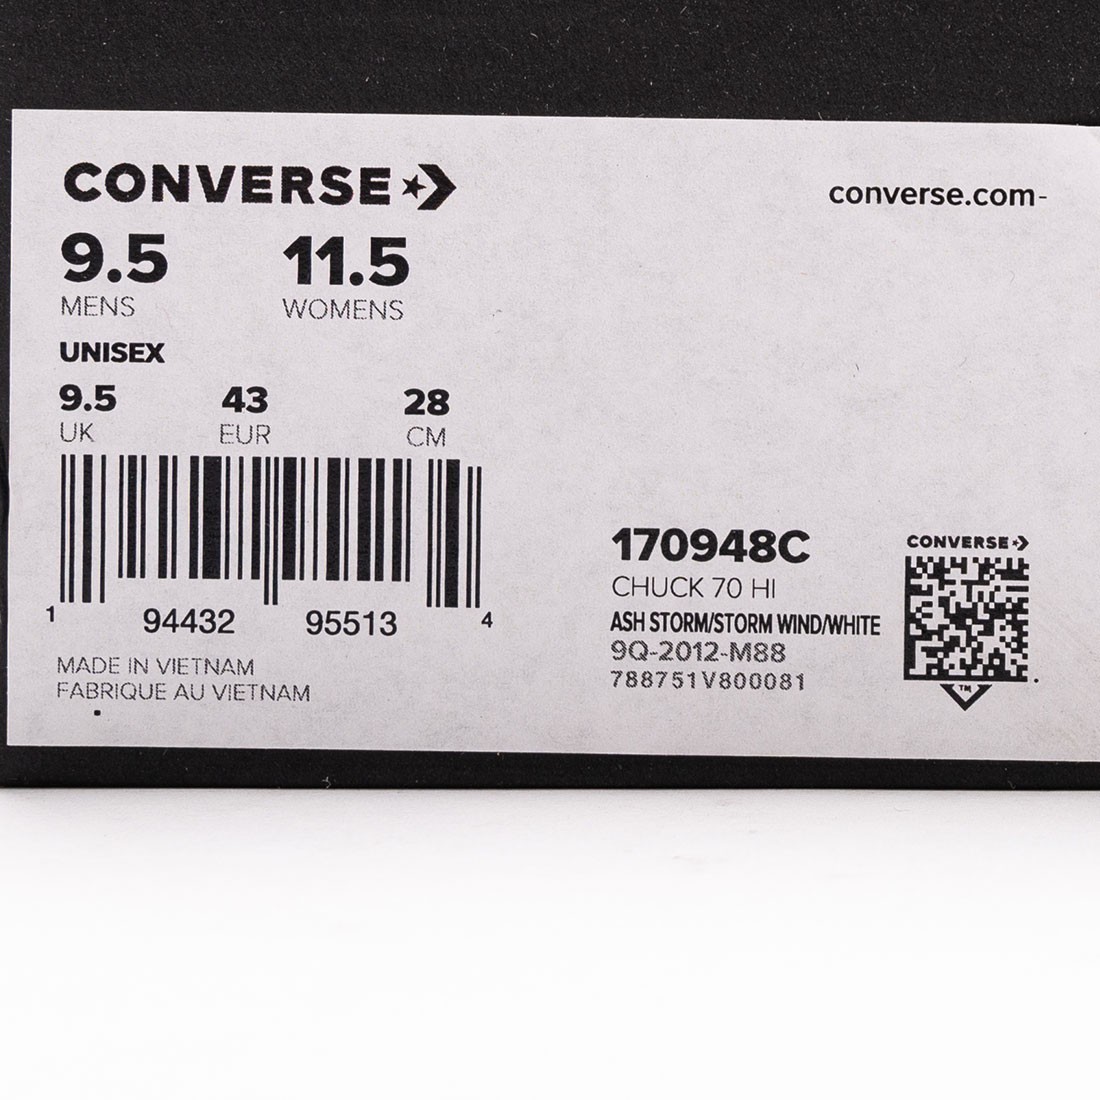 CONVERSE
converse.com-
9.5 11.5
MENS WOMENS
UNISEX
9.5 43 28
UK EUR CM
1 94432 95513 4
MADE IN VIETNAM
FABRIQUE AU VIETNAM
170948C
CHUCK 70 HI
ASH STORM/STORM WIND/WHITE
9Q-2012-M88
788751V800081
CONVERSE
TM